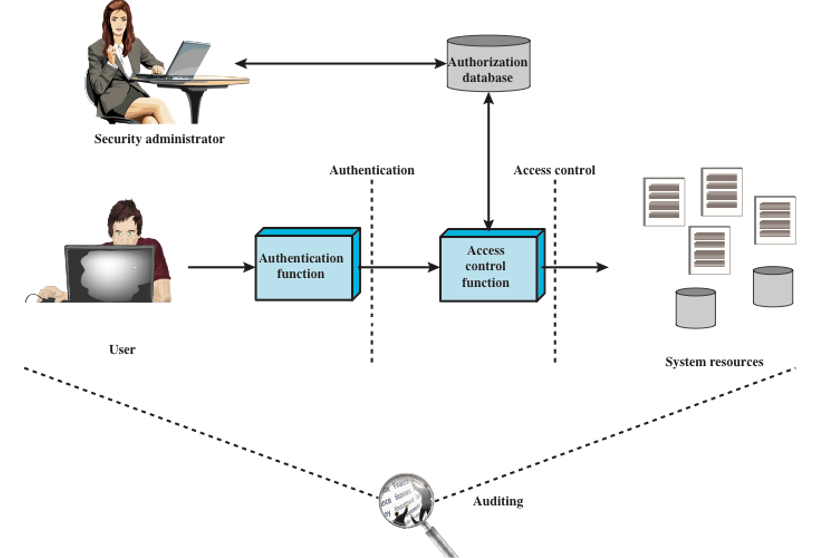 Authorization
database
Security administrator
Authentication
Access control
Authentication
function
Access
control
function
User
System resources
Auditing